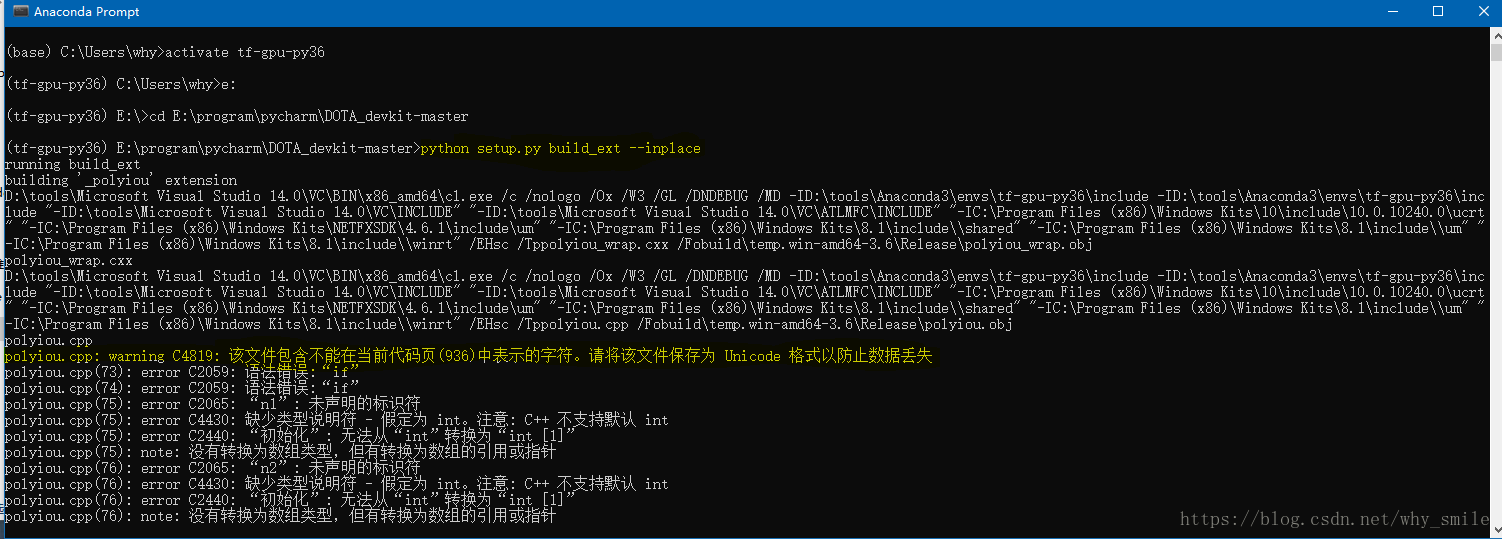 Anaconda Prompt
(base) C:\Users\why>activate tf-gpu-py36
(tf-gpu-py36) C:\Users\why>e:
(tf-gpu-py36) E:\>cd E:\program\pycharm\DOTA_devkit-master
(tf-gpu-py36) E:\program\pycharm\DOTA_devkit-master>python setup.py build_ext --inplace
running build_ext
building '_polyiou' extension
D:\tools\Microsoft Visual Studio 14.0\VC\BIN\x86_amd64\cl.exe /c /nologo /Ox /W3 /GL /DNDEBUG /MD -ID:\tools\Anaconda3\envs\tf-gpu-py36\include -ID:\tools\Anaconda3\envs\tf-gpu-py36\inc
lude "-ID:\tools\Microsoft Visual Studio 14.0\VC\INCLUDE" "-ID:\tools\Microsoft Visual Studio 14.0\VC\ATLMFC\INCLUDE" "-IC:\Program Files (x86)\Windows Kits\10\include\10.0.10240.0\ucrt
" "-IC:\Program Files (x86)\Windows Kits\NETFXSDK\4.6.1\include\um" "-IC:\Program Files (x86)\Windows Kits\8.1\include\\shared" "-IC:\Program Files (x86)\Windows Kits\8.1\include\\um" "
-IC:\Program Files (x86)\Windows Kits\8.1\include\\winrt" /EHsc /Tppolyiou_wrap.cxx /Fobuild\temp.win-amd64-3.6\Release\polyiou_wrap.obj
polyiou_wrap.cxx
D:\tools\Microsoft Visual Studio 14.0\VC\BIN\x86_amd64\cl.exe /c /nologo /Ox /W3 /GL /DNDEBUG /MD -ID:\tools\Anaconda3\envs\tf-gpu-py36\include -ID:\tools\Anaconda3\envs\tf-gpu-py36\inc
lude "-ID:\tools\Microsoft Visual Studio 14.0\VC\INCLUDE" "-ID:\tools\Microsoft Visual Studio 14.0\VC\ATLMFC\INCLUDE" "-IC:\Program Files (x86)\Windows Kits\10\include\10.0.10240.0\ucrt
" "-IC:\Program Files (x86)\Windows Kits\NETFXSDK\4.6.1\include\um" "-IC:\Program Files (x86)\Windows Kits\8.1\include\\shared" "-IC:\Program Files (x86)\Windows Kits\8.1\include\\um" "
-IC:\Program Files (x86)\Windows Kits\8.1\include\\winrt" /EHsc /Tppolyiou.cpp /Fobuild\temp.win-amd64-3.6\Release\polyiou.obj
polyiou.cpp
polyiou.cpp: warning C4819: 该文件包含不能在当前代码页(936)中表示的字符。请将该文件保存为 Unicode 格式以防止数据丢失
polyiou.cpp(73): error C2059: 语法错误:“if”
polyiou.cpp(74): error C2059: 语法错误:“if”
polyiou.cpp(75): error C2065: “n1”: 未声明的标识符
polyiou.cpp(75): error C4430: 缺少类型说明符 - 假定为 int。注意: C++ 不支持默认 int
polyiou.cpp(75): error C2440: “初始化”: 无法从“int”转换为“int [1]”
polyiou.cpp(75): note: 没有转换为数组类型，但有转换为数组的引用或指针
polyiou.cpp(76): error C2065: “n2”: 未声明的标识符
polyiou.cpp(76): error C4430: 缺少类型说明符 - 假定为 int。注意: C++ 不支持默认 int
polyiou.cpp(76): error C2440: “初始化”: 无法从“int”转换为“int [1]”
polyiou.cpp(76): note: 没有转换为数组类型，但有转换为数组的引用或指针
https://blog.csdn.net/why_smile